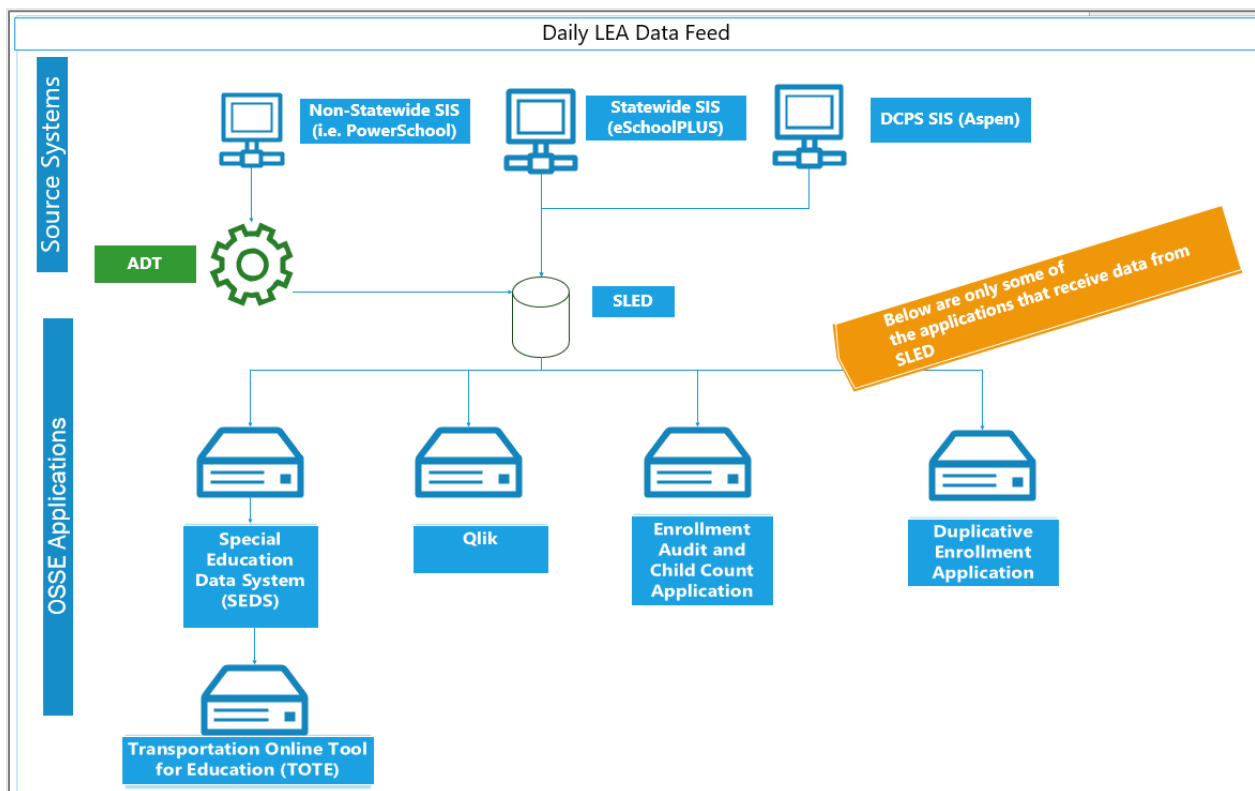 Daily LEA Data Feed
Source Systems
Non-Statewide SIS
(i.e. PowerSchool)
Statewide SIS
(eSchoolPLUS)
DCPS SIS (Aspen)
ADT
SLED
Below are only some of
the applications that receive data from
SLED
OSSE Applications
Special
Education
Data System
(SEDS)
Qlik
Enrollment
Audit and
Child Count
Application
Duplicative
Enrollment
Application
Transportation Online Tool
for Education (TOTE)